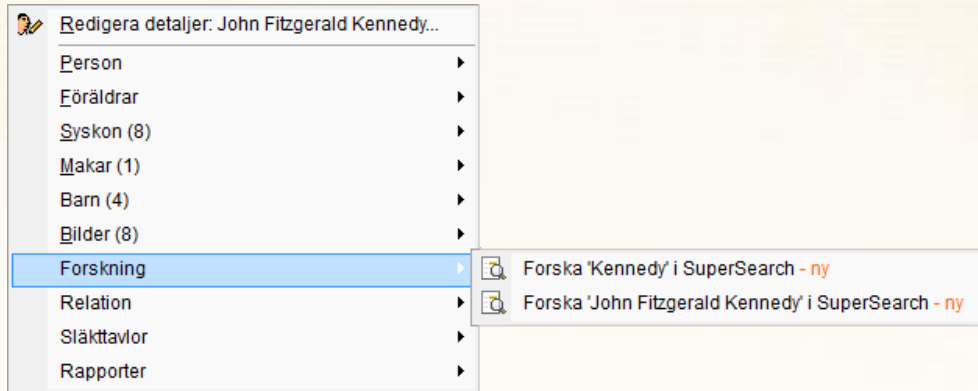 Redigera detaljer: John Fitzgerald Kennedy...
Person
Föräldrar
Syskon (8)
Makar (1)
Barn (4)
Bilder (8)
Forskning
Forska 'Kennedy' i SuperSearch - ny
Relation
Forska 'John Fitzgerald Kennedy' i SuperSearch - ny
Släkttavlor
Rapporter